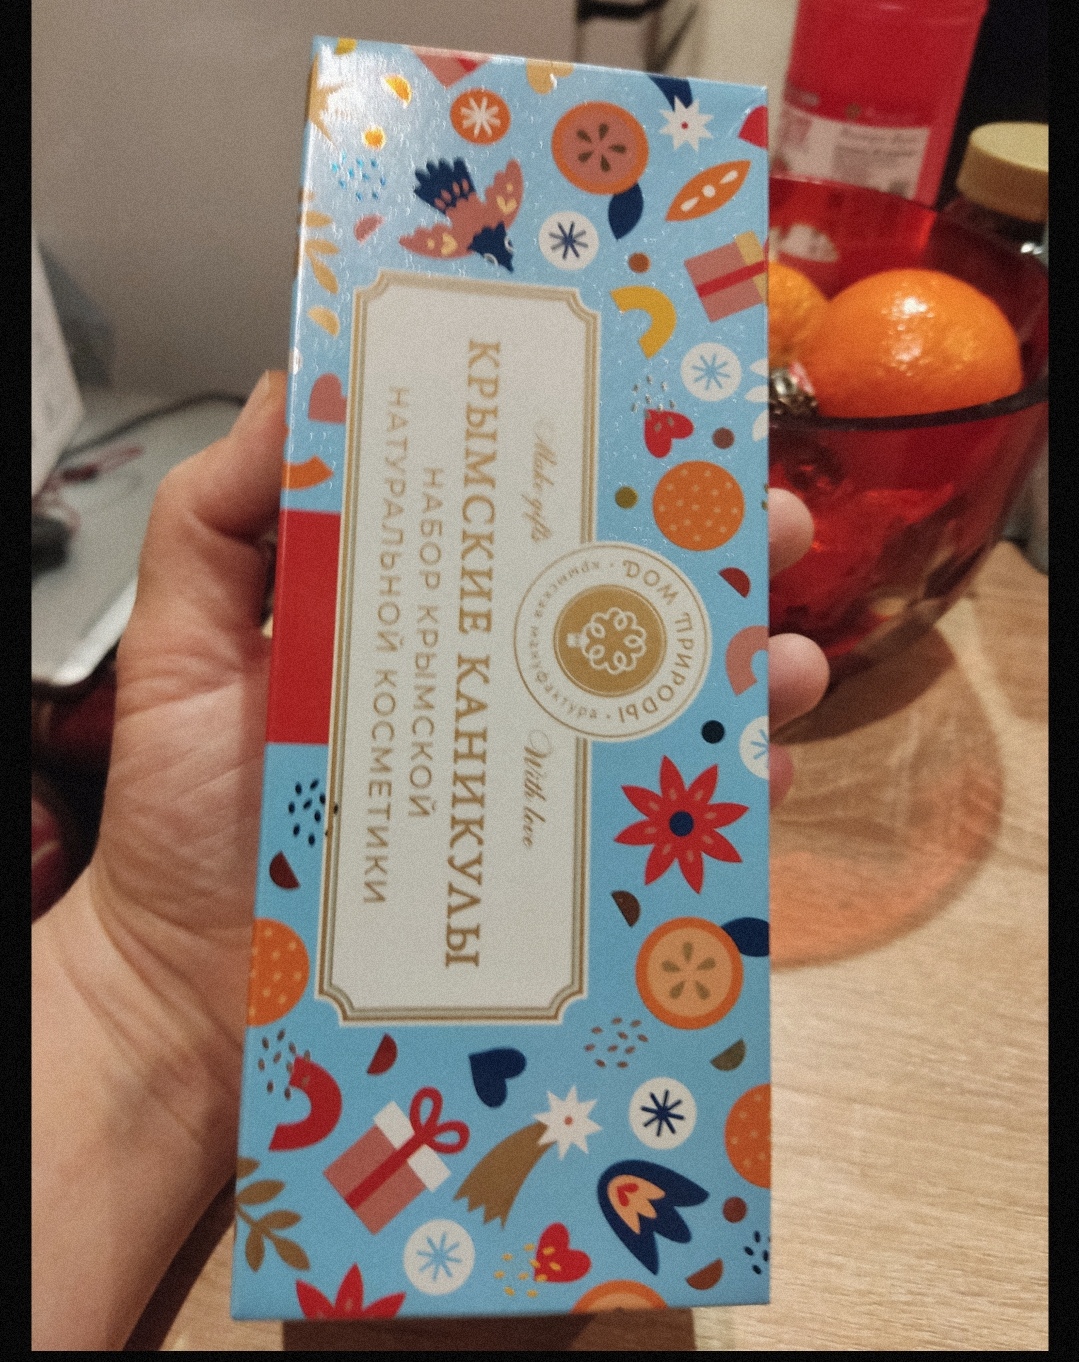 Make gifts
With love
ДОМ ПРИРОДЫ
крымская мануфактура
КРЫМСКИЕ КАНИКУЛЫ
НАБОР КРЫМСКОЙ
НАТУРАЛЬНОЙ КОСМЕТИКИ